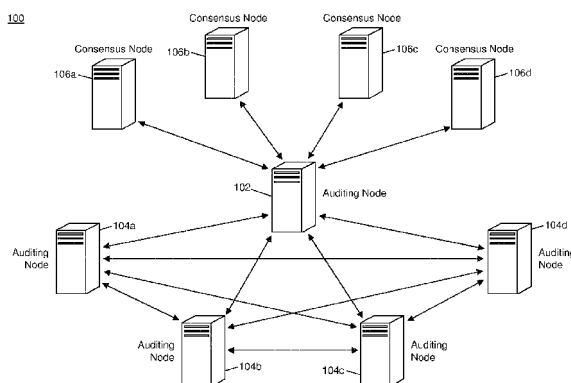 100
Consensus Node
Consensus Node
Consensus Node
Consensus Node
106b
106c
106a
106d
102
Auditing Node
104a
104d
Auditing
Node
Auditing
Node
Auditing
Node
Auditing
Node
104b
104c